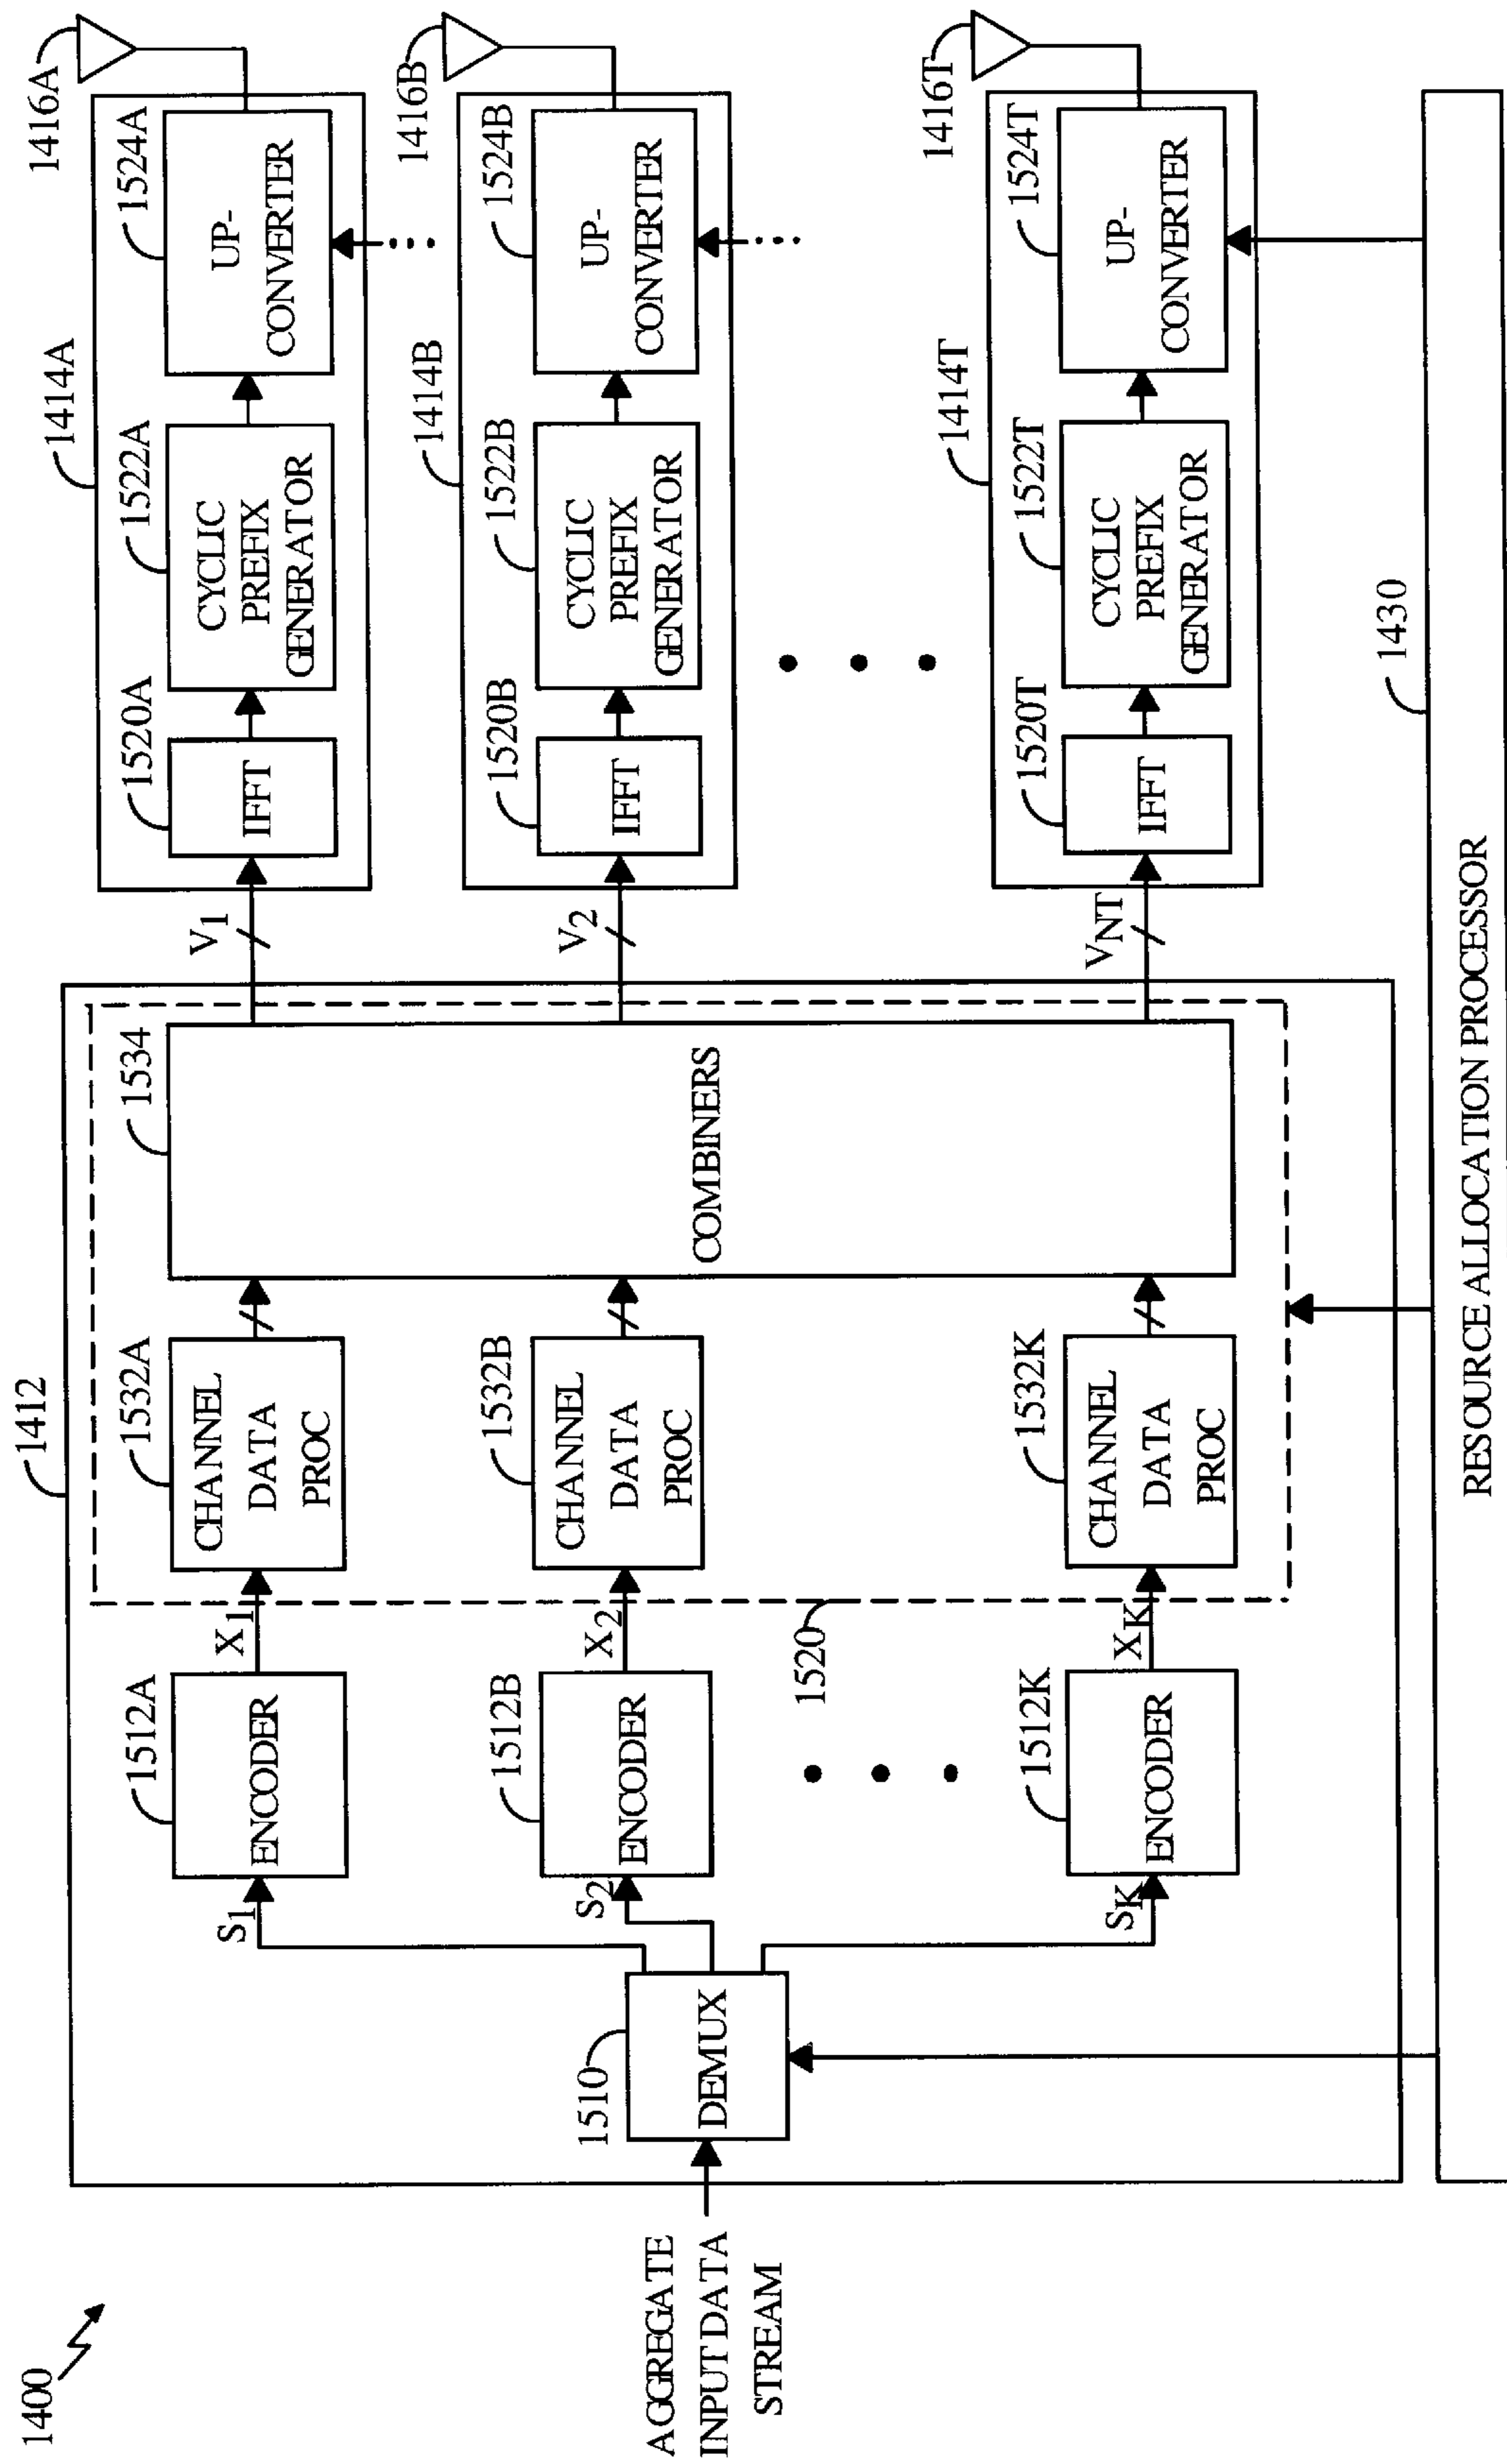 1400
AGGREGATE
INPUT DATA
STREAM
1412
1510
DEMUX
S1
S2
SK
1512A
ENCODER
1512B
ENCODER
1512K
ENCODER
X1
X2
XK
1520
1532A
CHANNEL
DATA
PROC
1532B
CHANNEL
DATA
PROC
1532K
CHANNEL
DATA
PROC
1534
COMBINERS
V1
V2
VNT
1414A
1520A
IFFT
1522A
CYCLIC
PREFIX
GENERATOR
1524A
UP-
CONVERTER
1416A
1414B
1520B
IFFT
1522B
CYCLIC
PREFIX
GENERATOR
1524B
UP-
CONVERTER
1416B
1414T
1520T
IFFT
1522T
CYCLIC
PREFIX
GENERATOR
1524T
UP-
CONVERTER
1416T
1430
RESOURCE ALLOCATION PROCESSOR